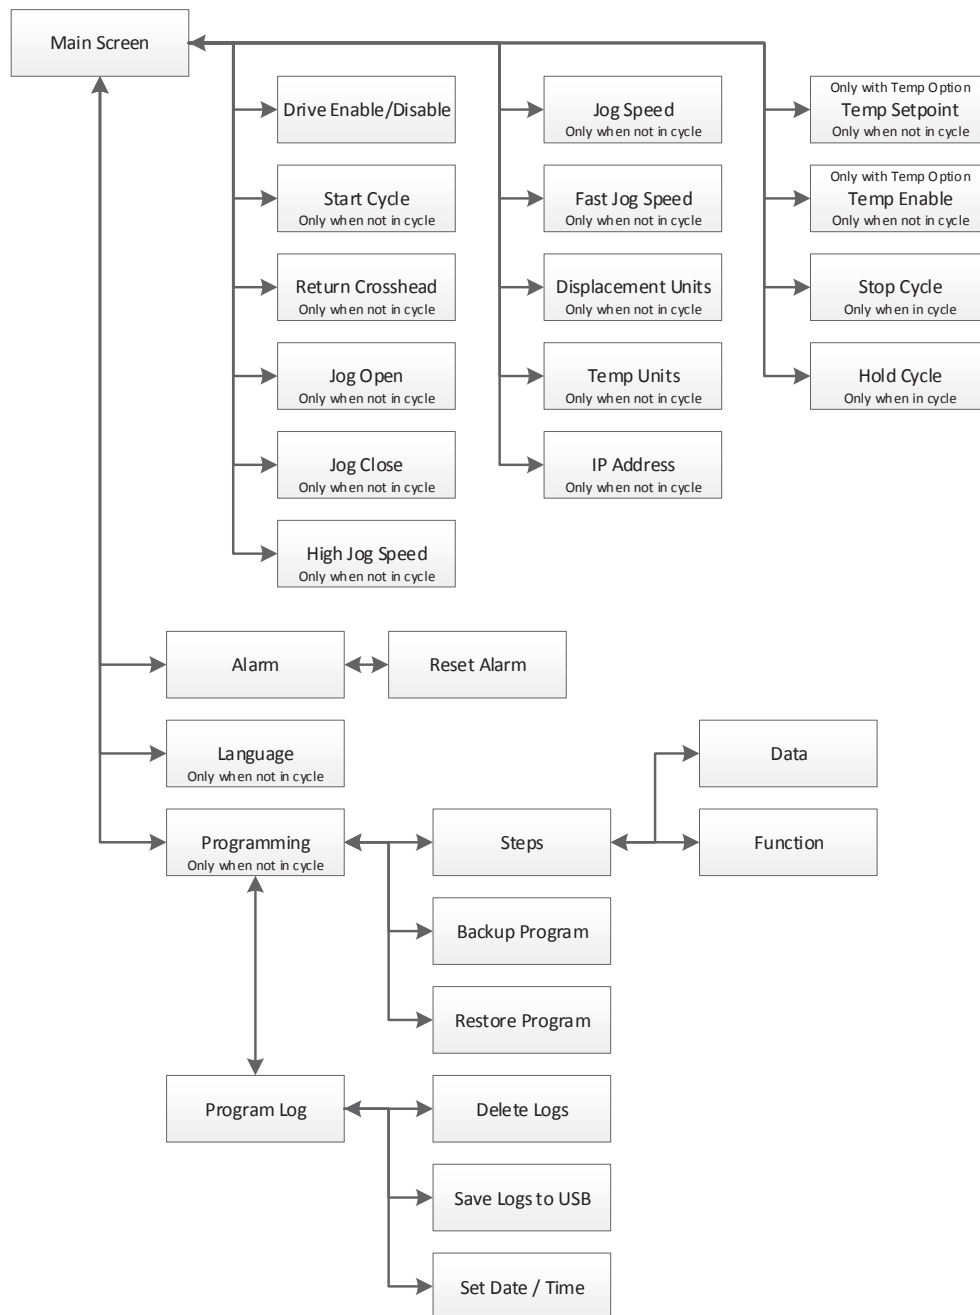 Main Screen
Drive Enable/Disable
Start Cycle
Only when not in cycle
Return Crosshead
Only when not in cycle
Jog Open
Only when not in cycle
Jog Close
Only when not in cycle
High Jog Speed
Only when not in cycle
Jog Speed
Only when not in cycle
Fast Jog Speed
Only when not in cycle
Displacement Units
Only when not in cycle
Temp Units
Only when not in cycle
IP Address
Only when not in cycle
Only with Temp Option
Temp Setpoint
Only when not in cycle
Only with Temp Option
Temp Enable
Only when not in cycle
Stop Cycle
Only when in cycle
Hold Cycle
Only when in cycle
Alarm
Reset Alarm
Language
Only when not in cycle
Programming
Only when not in cycle
Steps
Data
Function
Backup Program
Restore Program
Program Log
Delete Logs
Save Logs to USB
Set Date / Time